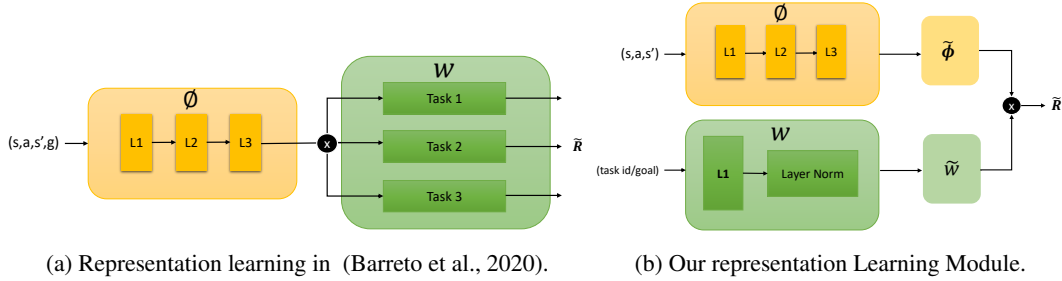 ∅
L1 L2 L3
(s,a,s',g)
x
W
Task 1
Task 2
Task 3
R̃
(a) Representation learning in (Barreto et al., 2020).
∅
L1 L2 L3
(s,a,s')
ϕ̃
W
L1
Layer Norm
(task id/goal)
w̃
x
R̃
(b) Our representation Learning Module.